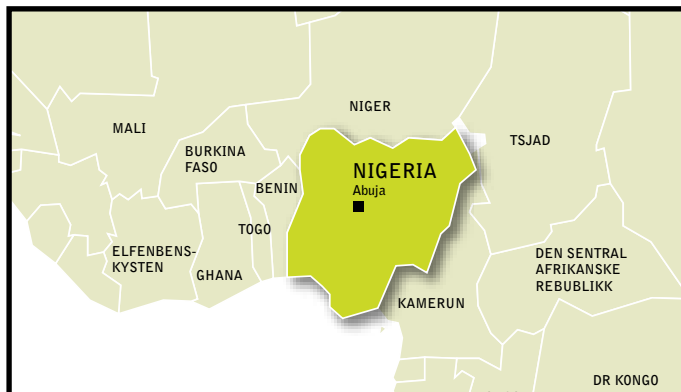 NIGER
MALI
TSJAD
BURKINA
FASO
NIGERIA
Abuja
BENIN
TOGO
ELFENBENS-
KYSTEN
GHANA
DEN SENTRAL
AFRIKANSKE
REBUBLIKK
KAMERUN
DR KONGO